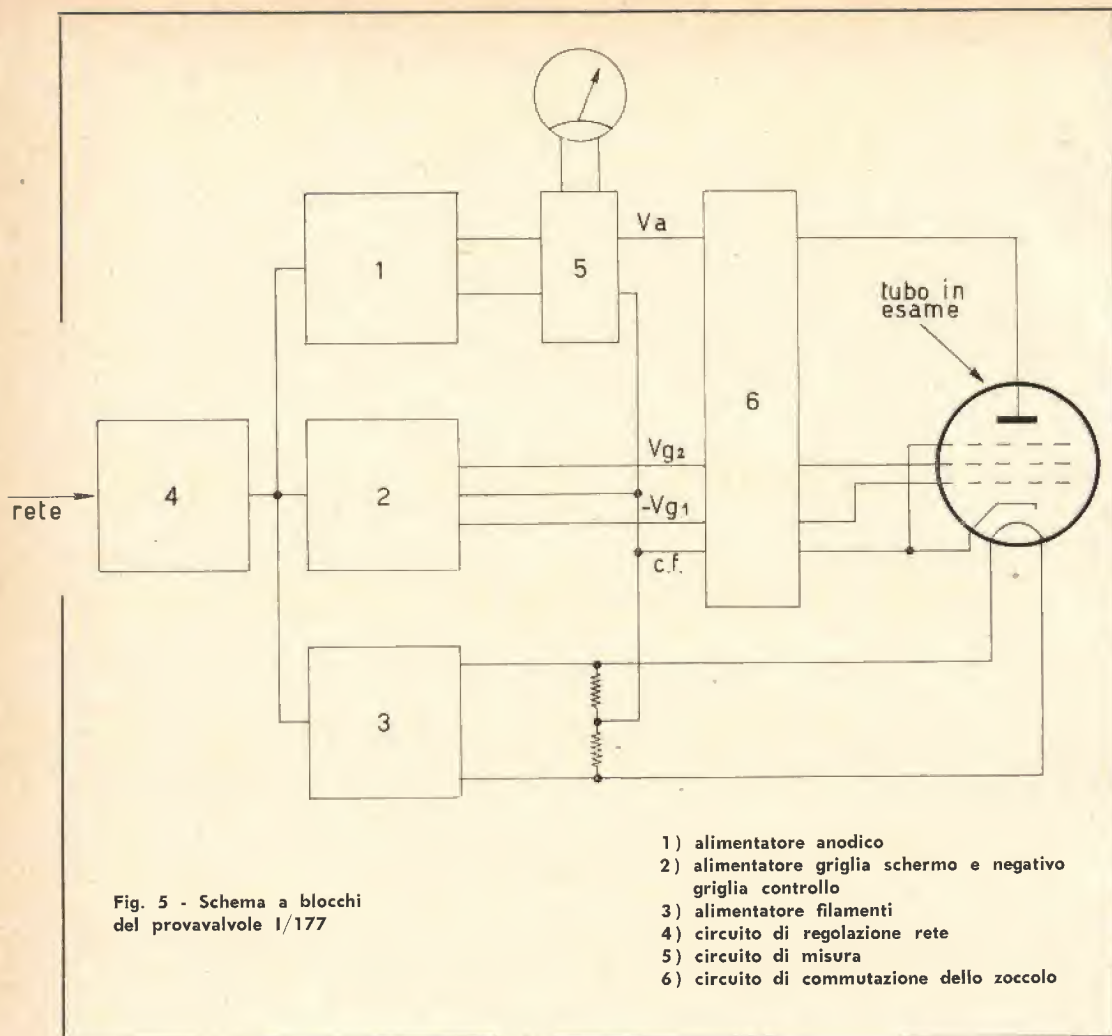 Va
1
5
tubo in
esame
6
Vg2
4
2
-Vg1
rete
c.f.
3
1) alimentatore anodico
2) alimentatore griglia schermo e negativo
griglia controllo
3) alimentatore filamenti
4) circuito di regolazione rete
5) circuito di misura
6) circuito di commutazione dello zoccolo
Fig. 5 - Schema a blocchi
del provavalvole I/177